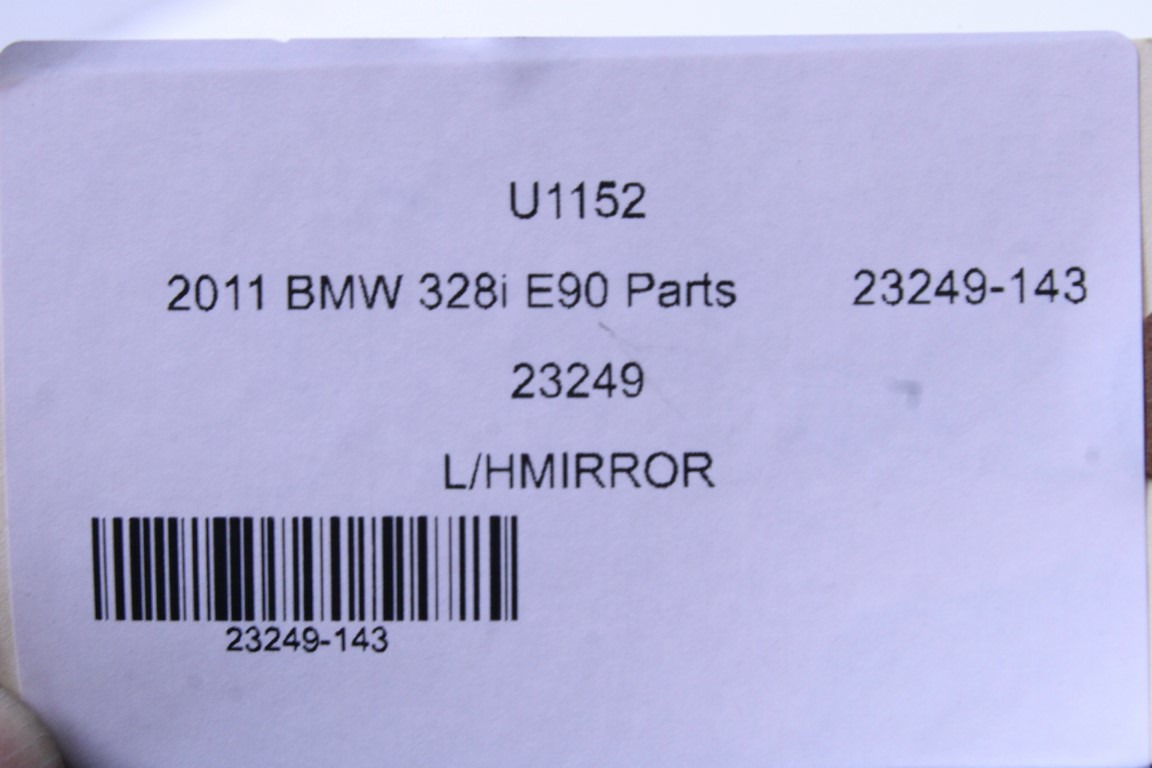 U1152
2011 BMW 328i E90 Parts 23249-143
23249
L/HMIRROR
23249-143